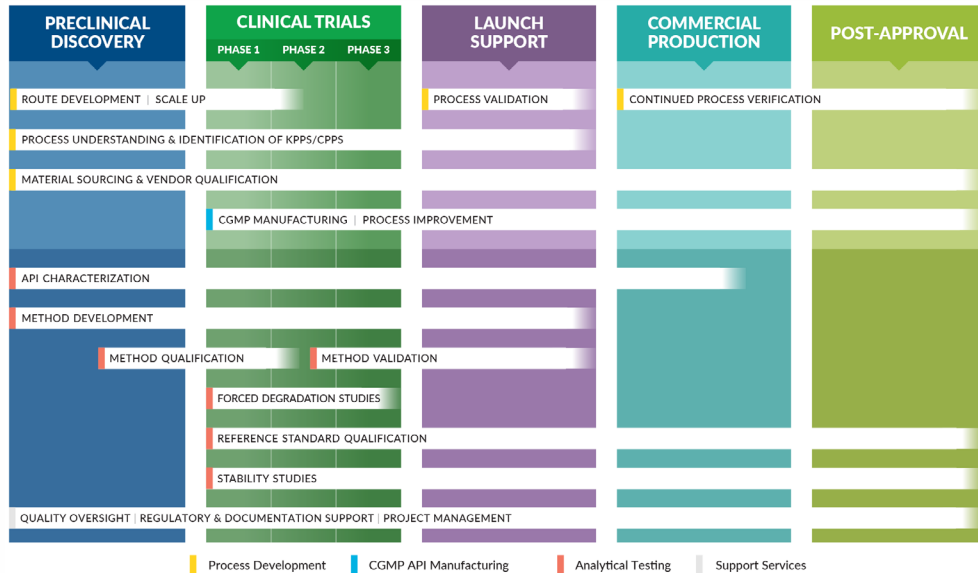 PRECLINICAL
DISCOVERY
CLINICAL TRIALS
PHASE 1 PHASE 2 PHASE 3
LAUNCH
SUPPORT
COMMERCIAL
PRODUCTION
POST-APPROVAL
ROUTE DEVELOPMENT | SCALE UP
PROCESS VALIDATION
CONTINUED PROCESS VERIFICATION
PROCESS UNDERSTANDING & IDENTIFICATION OF KPPS/CPPS
MATERIAL SOURCING & VENDOR QUALIFICATION
CGMP MANUFACTURING | PROCESS IMPROVEMENT
API CHARACTERIZATION
METHOD DEVELOPMENT
METHOD QUALIFICATION
METHOD VALIDATION
FORCED DEGRADATION STUDIES
REFERENCE STANDARD QUALIFICATION
STABILITY STUDIES
QUALITY OVERSIGHT | REGULATORY & DOCUMENTATION SUPPORT | PROJECT MANAGEMENT
Process Development
CGMP API Manufacturing
Analytical Testing
Support Services